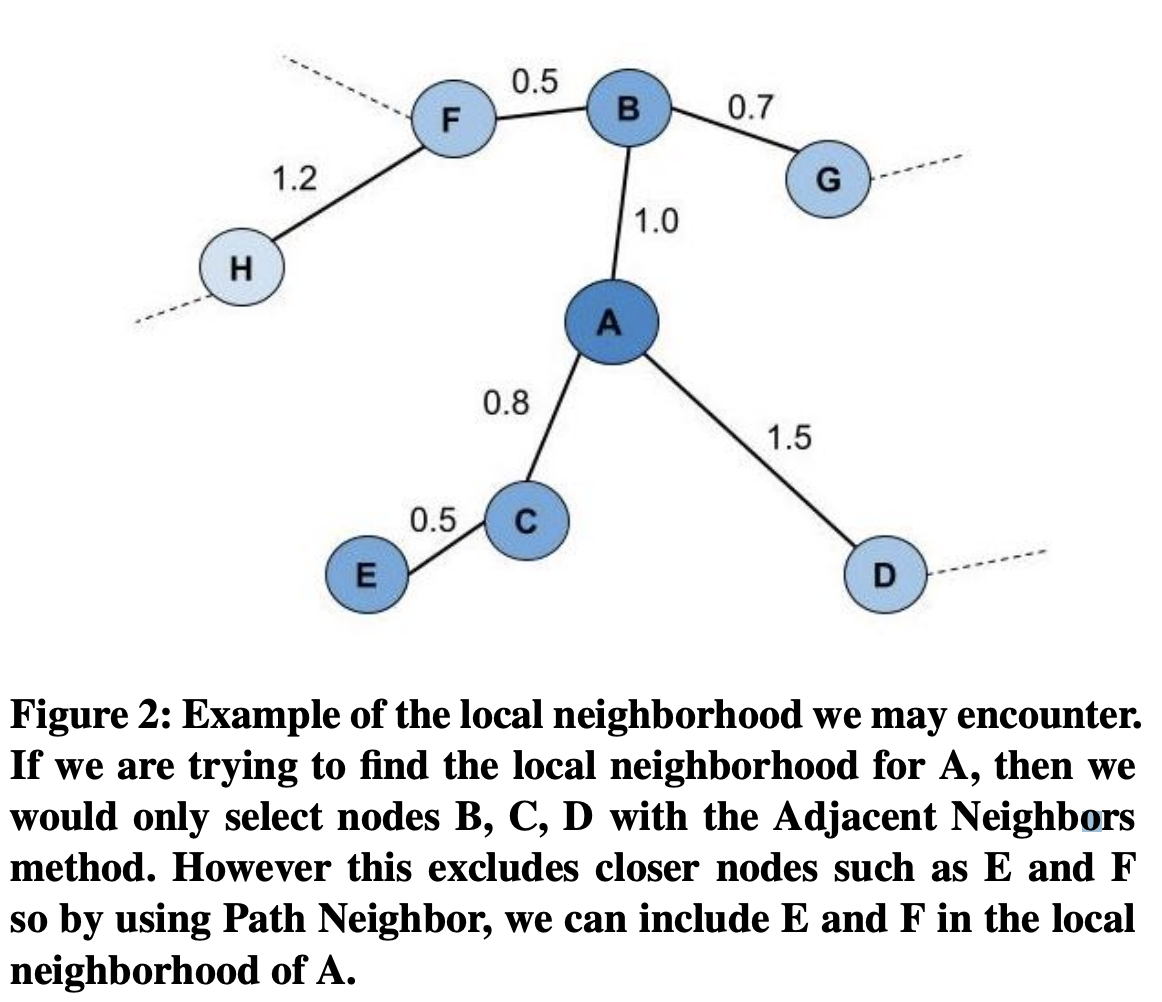 0.5
B
0.7
F
1.2
G
1.0
H
A
0.8
1.5
0.5
C
E
D
Figure 2: Example of the local neighborhood we may encounter.
If we are trying to find the local neighborhood for A, then we
would only select nodes B, C, D with the Adjacent Neighbors
method. However this excludes closer nodes such as E and F
so by using Path Neighbor, we can include E and F in the local
neighborhood of A.